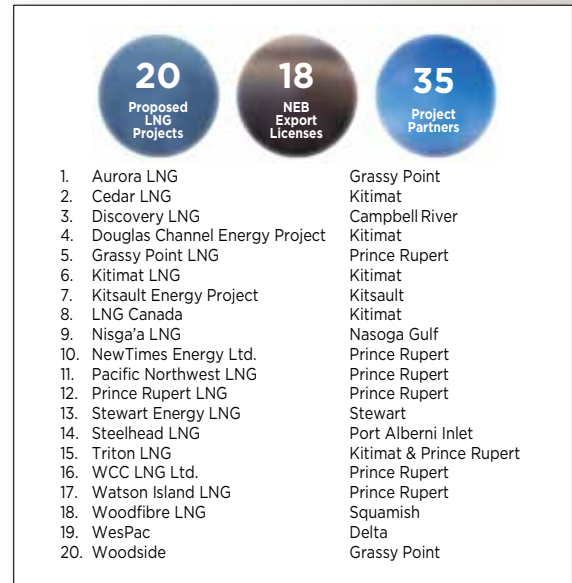 20
Proposed
LNG
Projects
18
NEB
Export
Licenses
35
Project
Partners
1. Aurora LNG Grassy Point
2. Cedar LNG Kitimat
3. Discovery LNG Campbell River
4. Douglas Channel Energy Project Kitimat
5. Grassy Point LNG Prince Rupert
6. Kitimat LNG Kitimat
7. Kitsault Energy Project Kitsault
8. LNG Canada Kitimat
9. Nisga'a LNG Nasoga Gulf
10. NewTimes Energy Ltd. Prince Rupert
11. Pacific Northwest LNG Prince Rupert
12. Prince Rupert LNG Prince Rupert
13. Stewart Energy LNG Stewart
14. Steelhead LNG Port Alberni Inlet
15. Triton LNG Kitimat & Prince Rupert
16. WCC LNG Ltd. Prince Rupert
17. Watson Island LNG Prince Rupert
18. Woodfibre LNG Squamish
19. WesPac Delta
20. Woodside Grassy Point